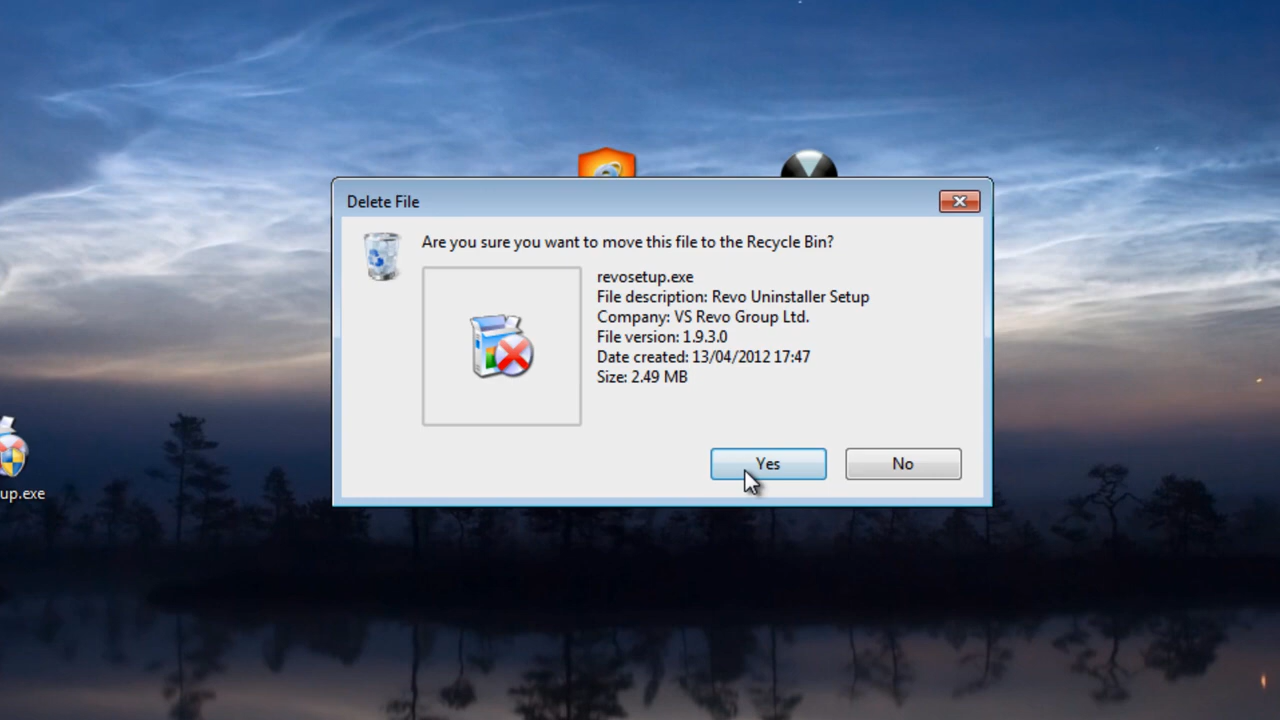 Delete File
Are you sure you want to move this file to the Recycle Bin?
revosetup.exe
File description: Revo Uninstaller Setup
Company: VS Revo Group Ltd.
File version: 1.9.3.0
Date created: 13/04/2012 17:47
Size: 2.49 MB
Yes
No
up.exe